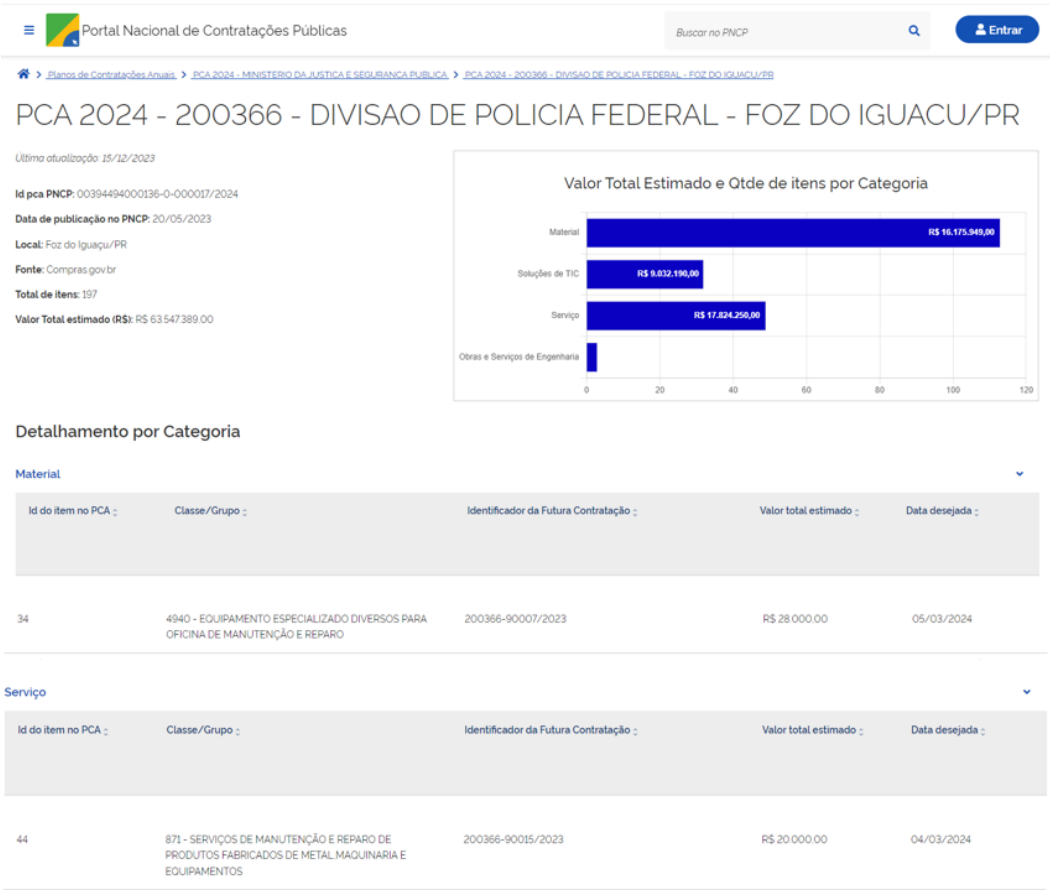 Portal Nacional de Contratações Públicas
Buscar no PNCP
Entrar
Planos de Contratações Anuais > PCA 2024 - MINISTERIO DA JUSTICA E SEGURANCA PUBLICA > PCA 2024 - 200366 - DIVISAO DE POLICIA FEDERAL - FOZ DO IGUACU/PR
PCA 2024 - 200366 - DIVISAO DE POLICIA FEDERAL - FOZ DO IGUACU/PR
Última atualização: 15/12/2023
Id pca PNCP: 00394494000136-0-000017/2024
Data de publicação no PNCP: 20/05/2023
Local: Foz do Iguaçu/PR
Fonte: Compras.gov.br
Total de itens: 197
Valor Total estimado (R$): R$ 63.547.389,00
Valor Total Estimado e Qtde de itens por Categoria
Material R$ 16.175.949,00
Soluções de TIC R$ 9.032.190,00
Serviço R$ 17.824.250,00
Obras e Serviços de Engenharia
0 20 40 60 80 100 120
Detalhamento por Categoria
Material
Id do item no PCA Classe/Grupo Identificador da Futura Contratação Valor total estimado Data desejada
34 4940 - EQUIPAMENTO ESPECIALIZADO DIVERSOS PARA 200366-90007/2023 R$ 28.000,00 05/03/2024
OFICINA DE MANUTENÇÃO E REPARO
Serviço
Id do item no PCA Classe/Grupo Identificador da Futura Contratação Valor total estimado Data desejada
44 871 - SERVIÇOS DE MANUTENÇÃO E REPARO DE 200366-90015/2023 R$ 20.000,00 04/03/2024
PRODUTOS FABRICADOS DE METAL,MAQUINARIA E
EQUIPAMENTOS